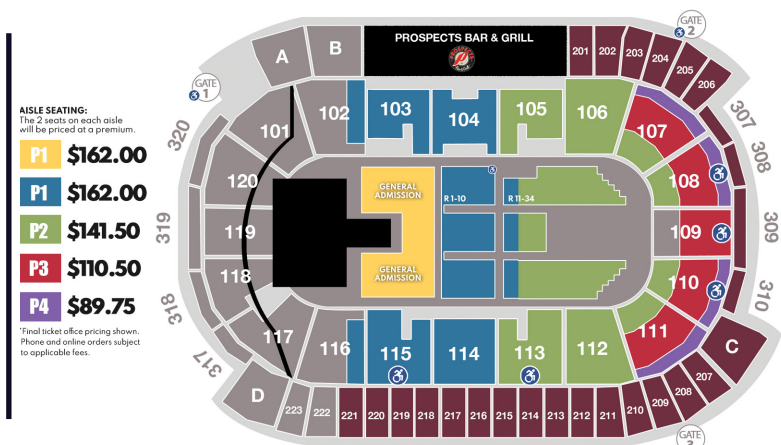 AISLE SEATING:
The 2 seats on each aisle
will be priced at a premium.
P1 $162.00
P1 $162.00
P2 $141.50
P3 $110.50
P4 $89.75
*Final ticket office pricing shown.
Phone and online orders subject
to applicable fees.
GATE
1
GATE
2
GATE
3
PROSPECTS BAR & GRILL
A
B
201
202
203
204
205
206
307
308
309
310
320
319
318
317
101
102
103
104
105
106
107
108
109
110
111
112
113
114
115
116
117
118
119
120
GENERAL
ADMISSION
R 1-10
R 11-34
GENERAL
ADMISSION
C
D
223
222
221
220
219
218
217
216
215
214
213
212
211
210
209
208
207